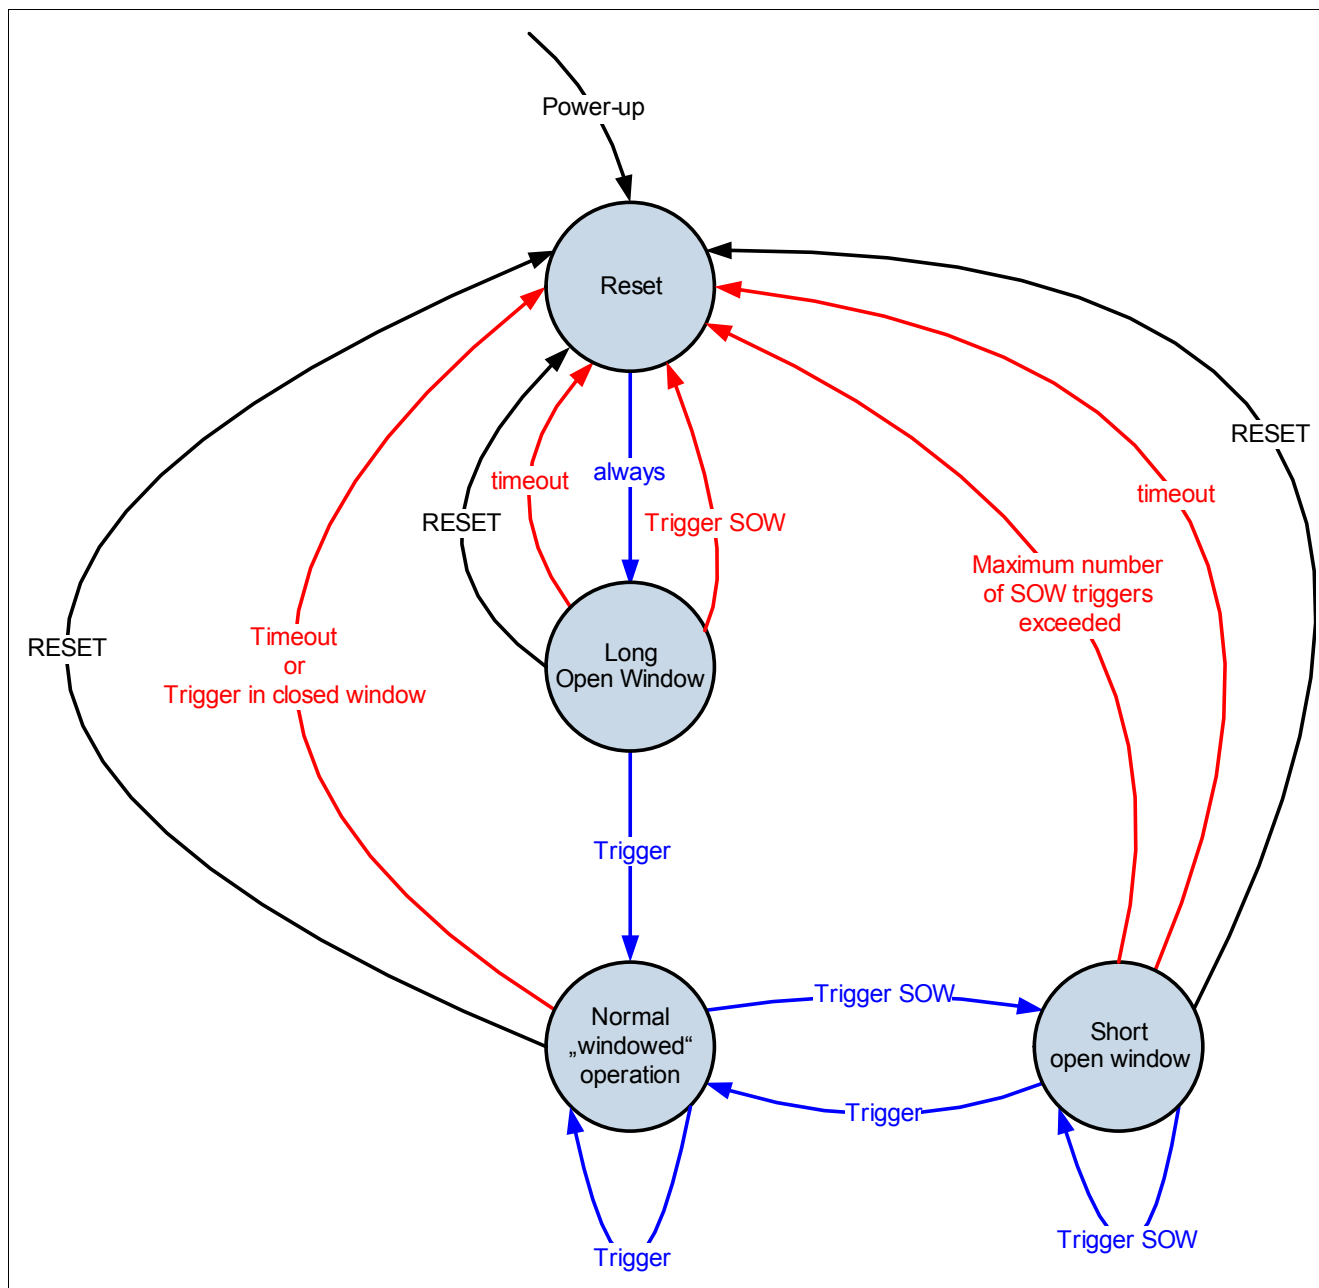 Power-up
Reset
RESET
timeout
always
timeout
RESET
Trigger SOW
Maximum number
of SOW triggers
exceeded
Timeout
or
Trigger in closed window
RESET
Long
Open Window
Trigger
Trigger SOW
Normal
„windowed“
operation
Short
open window
Trigger
Trigger
Trigger SOW